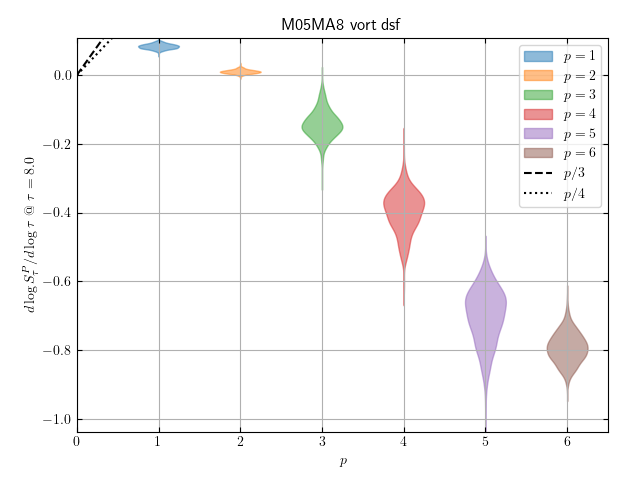 M05MA8 vort dsf
d log S_τ^p / d log τ @ τ = 8.0
0.0
−0.2
−0.4
−0.6
−0.8
−1.0
0 1 2 3 4 5 6
p
p = 1
p = 2
p = 3
p = 4
p = 5
p = 6
p/3
p/4